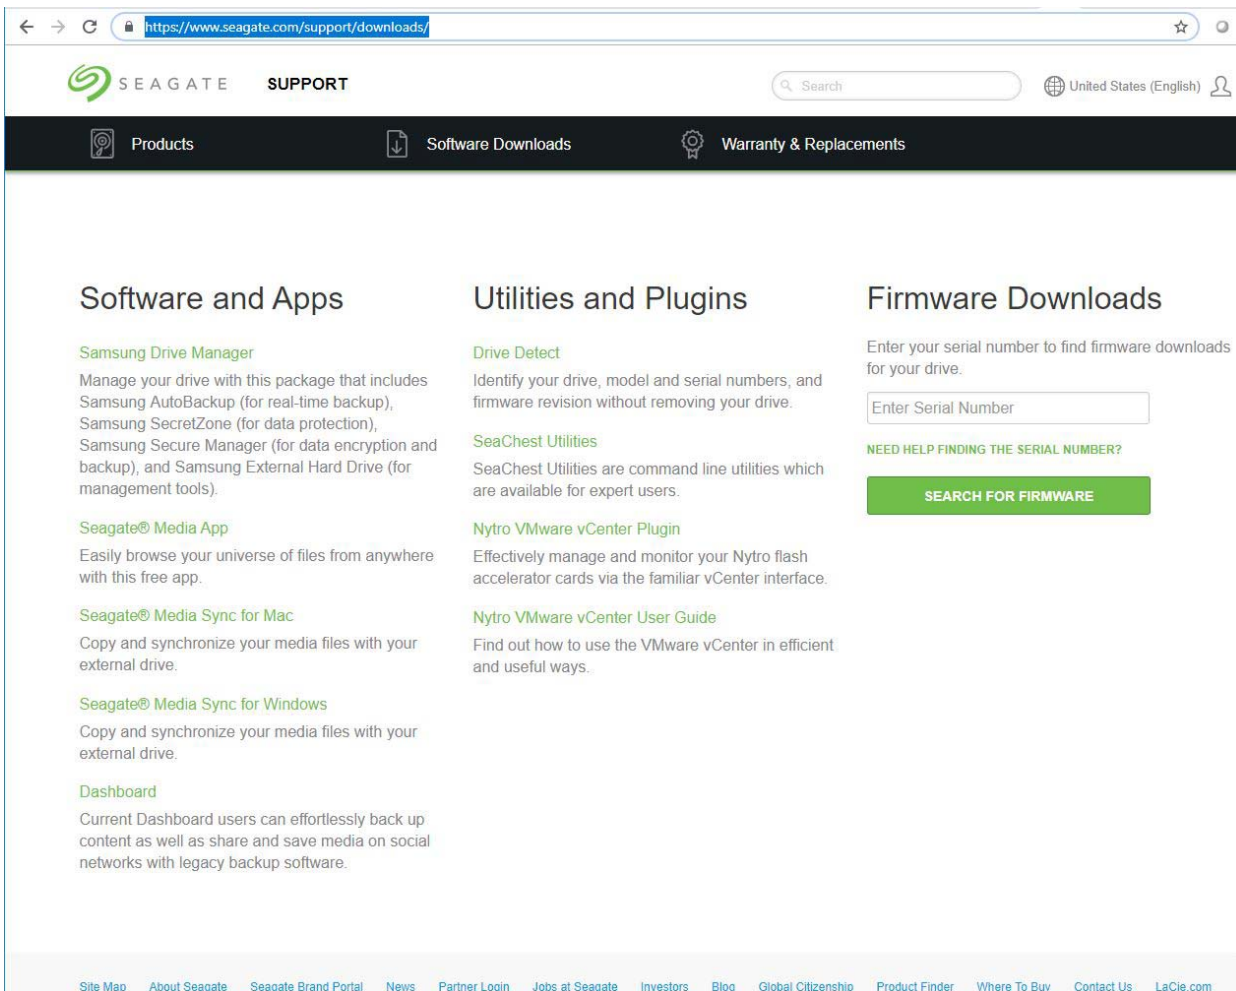 https://www.seagate.com/support/downloads/
SEAGATE SUPPORT
Search
United States (English)
Products
Software Downloads
Warranty & Replacements
Software and Apps
Samsung Drive Manager
Manage your drive with this package that includes
Samsung AutoBackup (for real-time backup),
Samsung SecretZone (for data protection),
Samsung Secure Manager (for data encryption and
backup), and Samsung External Hard Drive (for
management tools).
Seagate® Media App
Easily browse your universe of files from anywhere
with this free app.
Seagate® Media Sync for Mac
Copy and synchronize your media files with your
external drive.
Seagate® Media Sync for Windows
Copy and synchronize your media files with your
external drive.
Dashboard
Current Dashboard users can effortlessly back up
content as well as share and save media on social
networks with legacy backup software.
Utilities and Plugins
Drive Detect
Identify your drive, model and serial numbers, and
firmware revision without removing your drive.
SeaChest Utilities
SeaChest Utilities are command line utilities which
are available for expert users.
Nytro VMware vCenter Plugin
Effectively manage and monitor your Nytro flash
accelerator cards via the familiar vCenter interface.
Nytro VMware vCenter User Guide
Find out how to use the VMware vCenter in efficient
and useful ways.
Firmware Downloads
Enter your serial number to find firmware downloads
for your drive.
Enter Serial Number
NEED HELP FINDING THE SERIAL NUMBER?
SEARCH FOR FIRMWARE
Site Map About Seagate Seagate Brand Portal News Partner Login Jobs at Seagate Investors Blog Global Citizenship Product Finder Where To Buy Contact Us LaCie.com